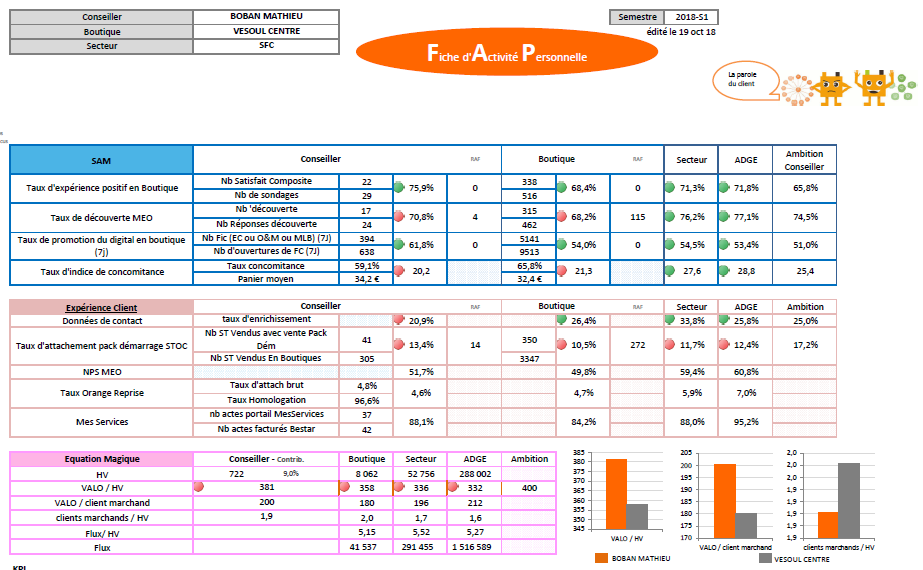 Conseiller BOBAN MATHIEU
Boutique VESOUL CENTRE
Secteur SFC
Semestre 2018-S1
édité le 19 oct 18
Fiche d'Activité Personnelle
La parole
du client
SAM Conseiller RAF Boutique RAF Secteur ADGE Ambition Conseiller
Taux d'expérience positif en Boutique Nb Satisfait Composite 22 75,9% 0 338 68,4% 0 71,3% 71,8% 65,8%
Nb de sondages 29 516
Taux de découverte MEO Nb 'découverte 17 70,8% 4 315 68,2% 115 76,2% 77,1% 74,5%
Nb Réponses découverte 24 462
Taux de promotion du digital en boutique (7j) Nb Fic (EC ou O&M ou MLB) (7J) 394 61,8% 0 5141 54,0% 0 54,5% 53,4% 51,0%
Nb d'ouvertures de FC (7J) 638 9513
Taux d'indice de concomitance Taux concomitance 59,1% 20,2 65,8% 21,3 27,6 28,8 25,4
Panier moyen 34,2 € 32,4 €
Expérience Client Conseiller RAF Boutique RAF Secteur ADGE Ambition
Données de contact taux d'enrichissement 20,9% 26,4% 33,8% 25,8% 25,0%
Taux d'attachement pack démarrage STOC Nb ST Vendus avec vente Pack Dém 41 13,4% 14 350 10,5% 272 11,7% 12,4% 17,2%
Nb ST Vendus En Boutiques 305 3347
NPS MEO 51,7% 49,8% 59,4% 60,8%
Taux Orange Reprise Taux d'attach brut 4,8% 4,6% 4,7% 5,9% 7,0%
Taux Homologation 96,6%
Mes Services nb actes portail MesServices 37 88,1% 84,2% 88,0% 95,2%
Nb actes facturés Bestar 42
Equation Magique Conseiller - Contrib. Boutique Secteur ADGE Ambition
HV 722 9,0% 8 062 52 756 288 002
VALO / HV 381 358 336 332 400
VALO / client marchand 200 180 196 212
clients marchands / HV 1,9 2,0 1,7 1,6
Flux/ HV 5,15 5,52 5,27
Flux 41 537 291 455 1 516 589
385
380
375
370
365
360
355
350
345
VALO / HV
205
200
195
190
185
180
175
170
VALO / client marchand
2,0
2,0
2,0
1,9
1,9
1,9
1,9
clients marchands / HV
BOBAN MATHIEU VESOUL CENTRE